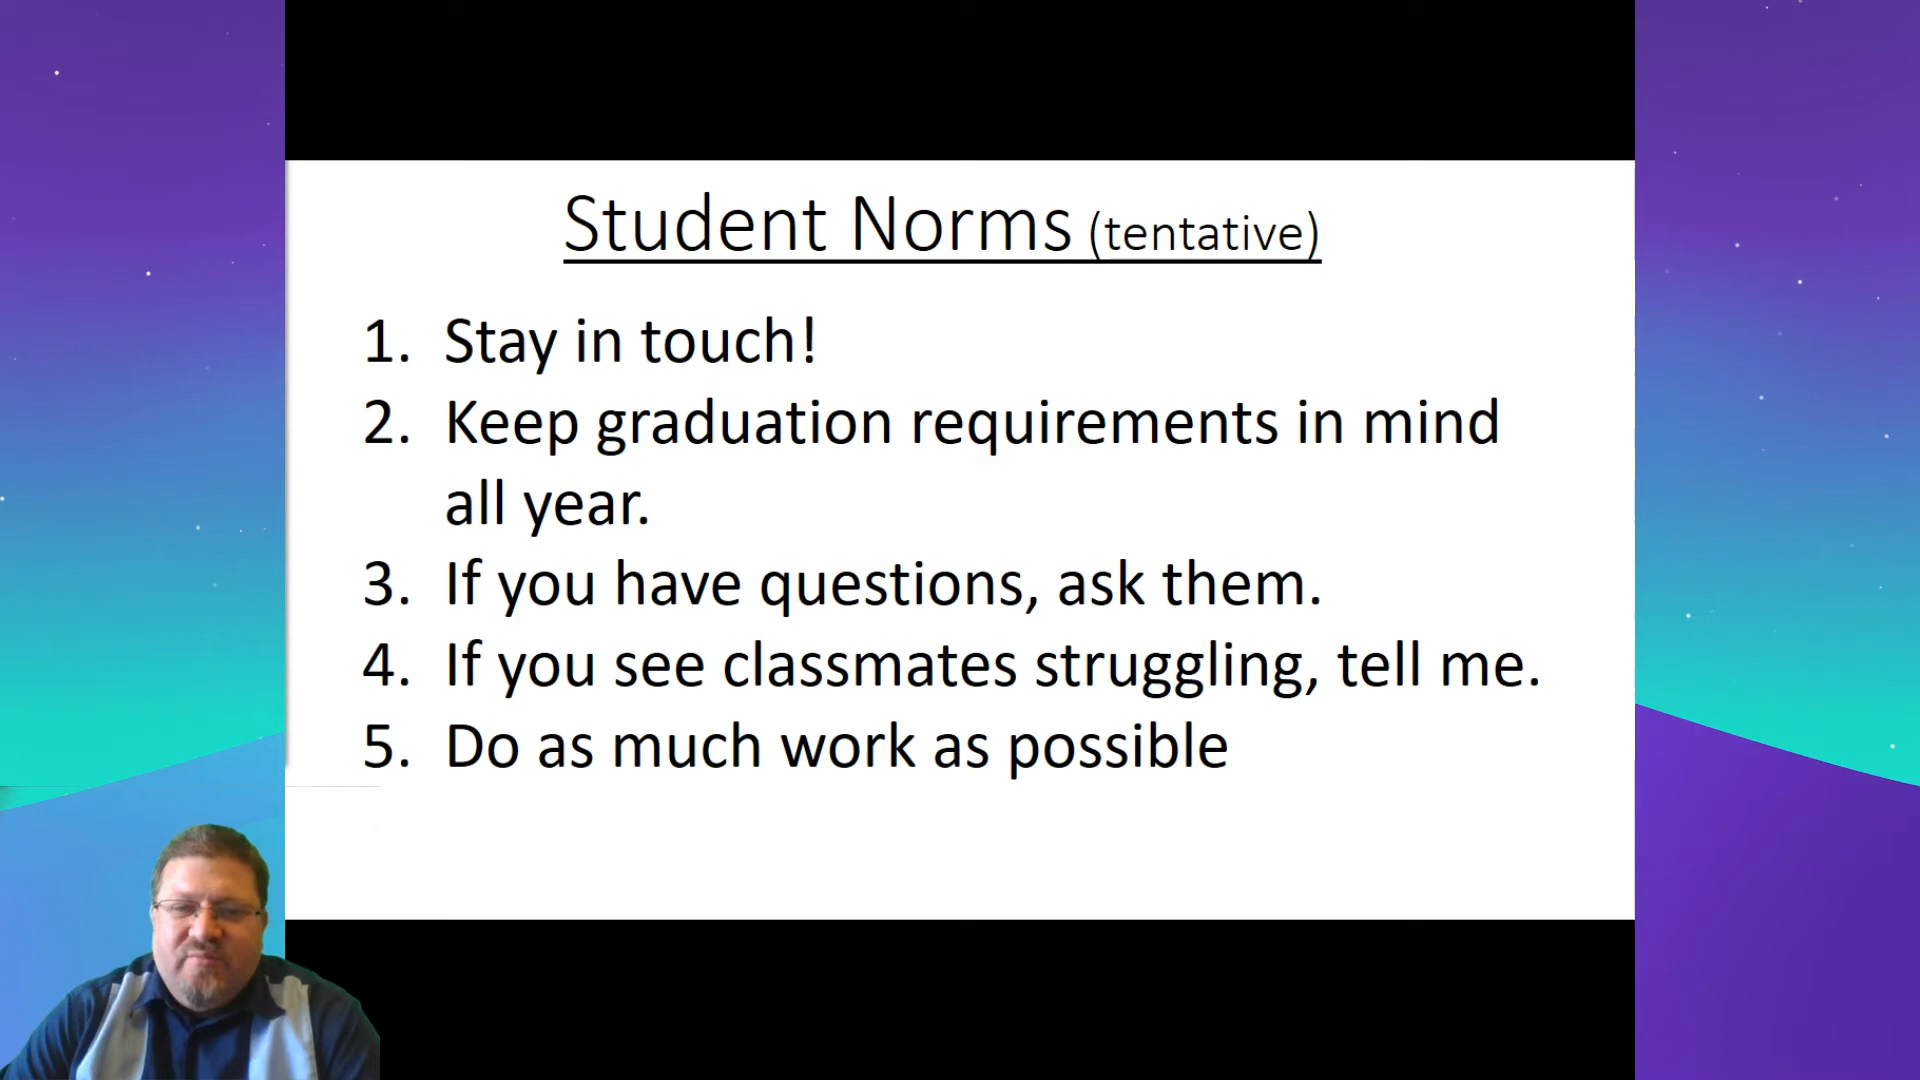 Student Norms (tentative)
1. Stay in touch!
2. Keep graduation requirements in mind
all year.
3. If you have questions, ask them.
4. If you see classmates struggling, tell me.
5. Do as much work as possible